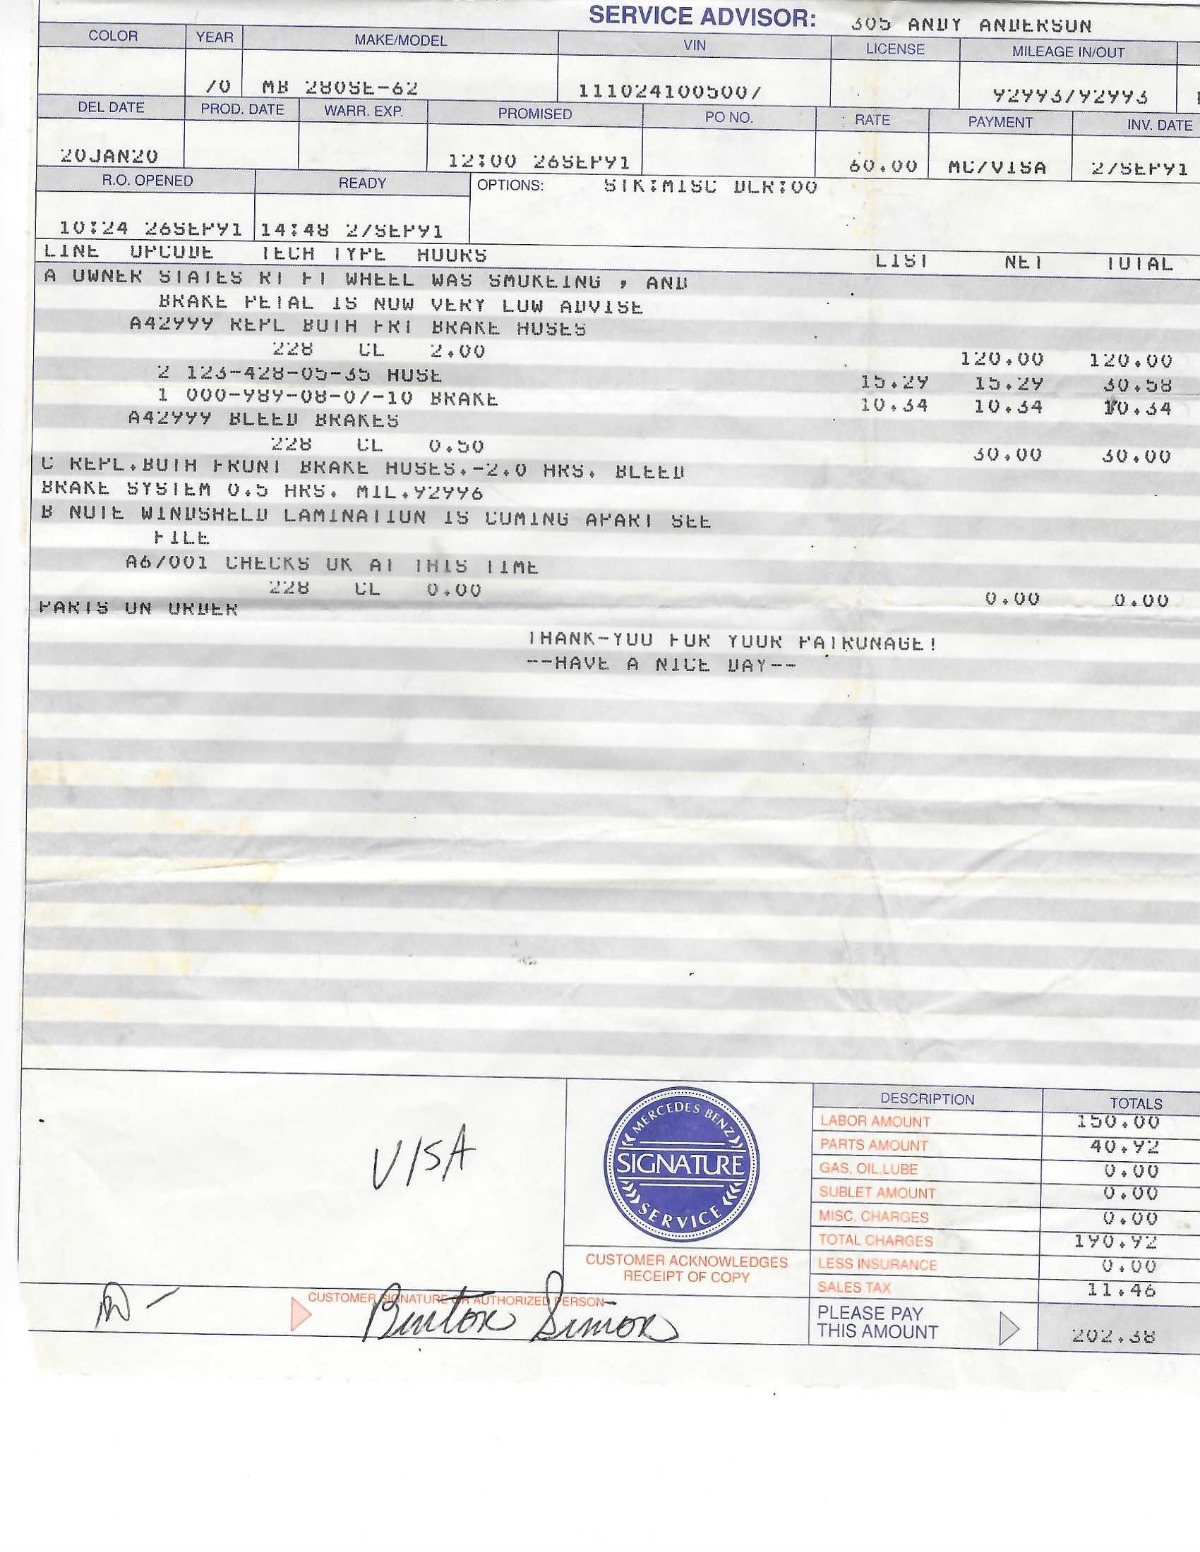 SERVICE ADVISOR: 305 ANDY ANDERSON
COLOR YEAR MAKE/MODEL VIN LICENSE MILEAGE IN/OUT
70 MB 280SE-62 11102410005007 92993/92993
DEL DATE PROD. DATE WARR. EXP. PROMISED PO NO. RATE PAYMENT INV. DATE
20JAN20 12:00 26SEP91 60.00 MC/VISA 27SEP91
R.O. OPENED READY OPTIONS: STK:MISC DLR:00
10:24 26SEP91 14:48 27SEP91
LINE OPCODE TECH TYPE HOURS LIST NET TOTAL
A OWNER STATES RT FT WHEEL WAS SMOKEING , AND
BRAKE PETAL IS NOW VERY LOW ADVISE
A42999 REPL BOTH FRT BRAKE HOSES
228 CL 2.00 120.00 120.00
2 123-428-05-35 HOSE 15.29 15.29 30.58
1 000-989-08-07-10 BRAKE 10.34 10.34 10.34
A42999 BLEED BRAKES
228 CL 0.50 30.00 30.00
C REPL.BOTH FRONT BRAKE HOSES.-2.0 HRS. BLEED
BRAKE SYSTEM 0.5 HRS. MIL.92996
B NOTE WINDSHELD LAMINATION IS COMING APART SEE
FILE
A67001 CHECKS OK AT THIS TIME
228 CL 0.00 0.00 0.00
PARTS ON ORDER
THANK-YOU FOR YOUR PATRONAGE!
--HAVE A NICE DAY--
DESCRIPTION TOTALS
LABOR AMOUNT 150.00
PARTS AMOUNT 40.92
GAS, OIL, LUBE 0.00
SUBLET AMOUNT 0.00
MISC. CHARGES 0.00
TOTAL CHARGES 190.92
LESS INSURANCE 0.00
SALES TAX 11.46
PLEASE PAY
THIS AMOUNT 202.38
VISA
MERCEDES BENZ
SIGNATURE
SERVICE
CUSTOMER ACKNOWLEDGES
RECEIPT OF COPY
CUSTOMER SIGNATURE OR AUTHORIZED PERSON
Simon